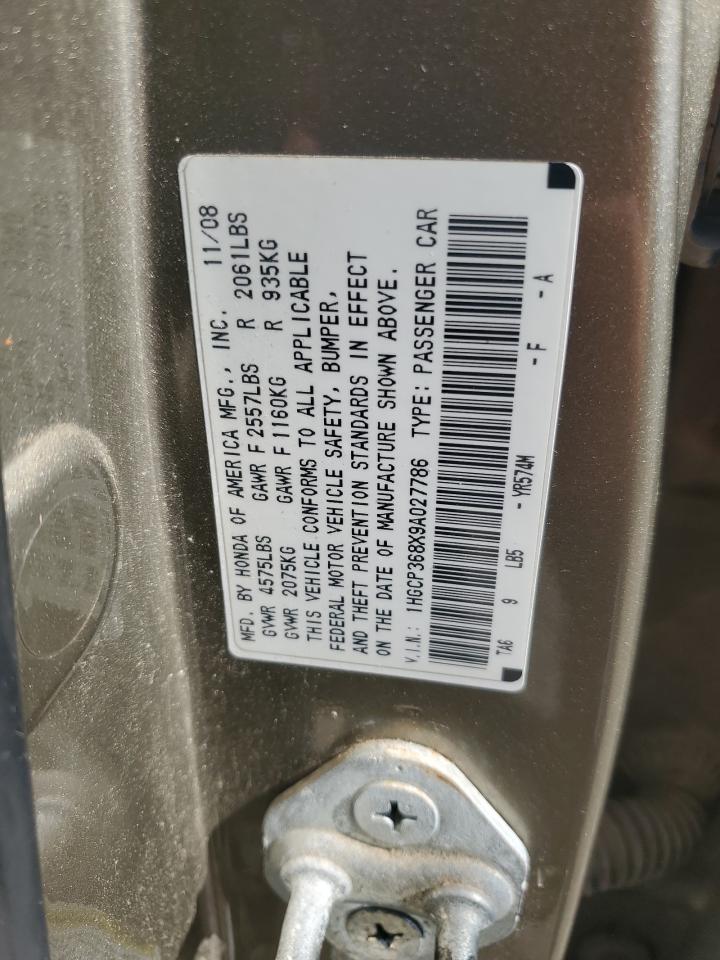 MFD. BY HONDA OF AMERICA MFG., INC. 11/08
GVWR 4575LBS GAWR F 2557LBS R 2061LBS
GVWR 2075KG GAWR F 1160KG R 935KG
THIS VEHICLE CONFORMS TO ALL APPLICABLE
FEDERAL MOTOR VEHICLE SAFETY, BUMPER,
AND THEFT PREVENTION STANDARDS IN EFFECT
ON THE DATE OF MANUFACTURE SHOWN ABOVE.
V.I.N.: 1HGCP368X9A027786 TYPE: PASSENGER CAR
TA6 9 LB5 - YR574M - F - A